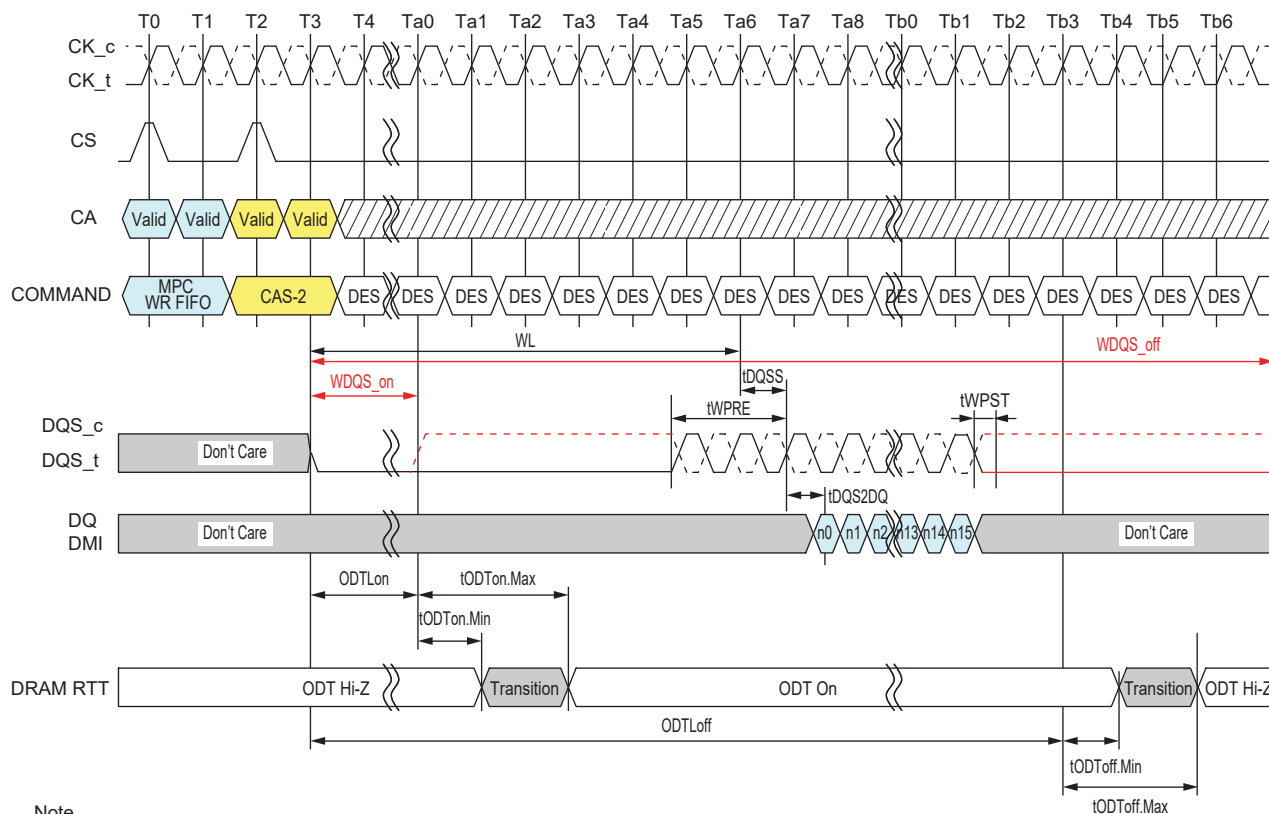 T0 T1 T2 T3 T4 Ta0 Ta1 Ta2 Ta3 Ta4 Ta5 Ta6 Ta7 Ta8 Tb0 Tb1 Tb2 Tb3 Tb4 Tb5 Tb6
CK_c
CK_t
CS
CA Valid Valid Valid Valid
COMMAND MPC WR FIFO CAS-2 DES DES DES DES DES DES DES DES DES DES DES DES DES DES DES DES DES
WL
WDQS_off
WDQS_on
tDQSS
tWPRE
tWPST
DQS_c
DQS_t
Don't Care
tDQS2DQ
DQ
DMI
Don't Care n0 n1 n2 n13 n14 n15 Don't Care
ODTLon
tODTon.Max
tODTon.Min
DRAM RTT ODT Hi-Z Transition ODT On Transition ODT Hi-Z
ODTLoff
tODToff.Min
tODToff.Max
Note